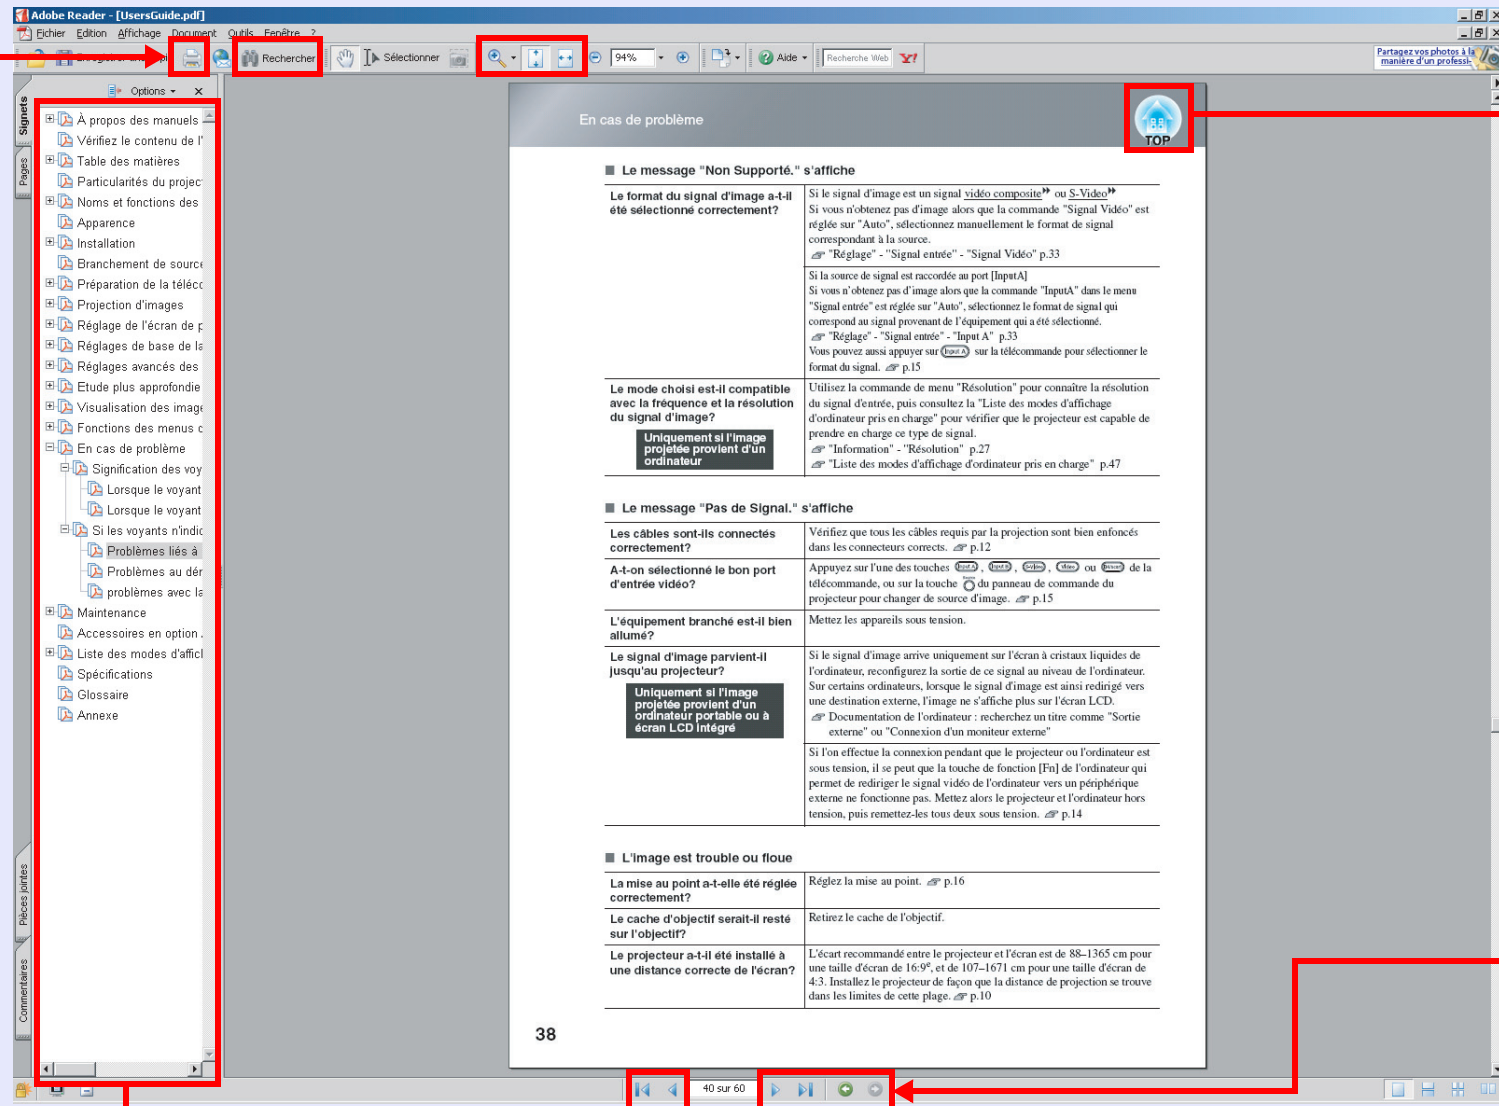 Adobe Reader - [UsersGuide.pdf]
Fichier Edition Affichage Document Outils Fenêtre ?
Rechercher Sélectionner 94% Aide Recherche Web Y!
Partagez vos photos à la
manière d'un professi-
Signets
Pages
Pièces jointes
Commentaires
Options
À propos des manuels
Vérifiez le contenu de l'
Table des matières
Particularités du projec
Noms et fonctions des
Apparence
Installation
Branchement de source
Préparation de la téléco
Projection d'images
Réglage de l'écran de p
Réglages de base de la
Réglages avancés des
Etude plus approfondie
Visualisation des image
Fonctions des menus c
En cas de problème
Signification des voy
Lorsque le voyant
Lorsque le voyant
Si les voyants n'indic
Problèmes liés à
Problèmes au dér
problèmes avec la
Maintenance
Accessoires en option .
Liste des modes d'affich
Spécifications
Glossaire
Annexe
En cas de problème
TOP
■ Le message "Non Supporté." s'affiche
Le format du signal d'image a-t-il
été sélectionné correctement?
Si le signal d'image est un signal vidéo composite ou S-Video
Si vous n'obtenez pas d'image alors que la commande "Signal Vidéo" est
réglée sur "Auto", sélectionnez manuellement le format de signal
correspondant à la source.
☞ "Réglage" - "Signal entrée" - "Signal Vidéo" p.33
Si la source de signal est raccordée au port [InputA]
Si vous n'obtenez pas d'image alors que la commande "InputA" dans le menu
"Signal entrée" est réglée sur "Auto", sélectionnez le format de signal qui
correspond au signal provenant de l'équipement qui a été sélectionné.
☞ "Réglage" - "Signal entrée" - "Input A" p.33
Vous pouvez aussi appuyer sur Input A sur la télécommande pour sélectionner le
format du signal. ☞ p.15
Le mode choisi est-il compatible
avec la fréquence et la résolution
du signal d'image?
Uniquement si l'image
projetée provient d'un
ordinateur
Utilisez la commande de menu "Résolution" pour connaître la résolution
du signal d'entrée, puis consultez la "Liste des modes d'affichage
d'ordinateur pris en charge" pour vérifier que le projecteur est capable de
prendre en charge ce type de signal.
☞ "Information" - "Résolution" p.27
☞ "Liste des modes d'affichage d'ordinateur pris en charge" p.47
■ Le message "Pas de Signal." s'affiche
Les câbles sont-ils connectés
correctement?
Vérifiez que tous les câbles requis par la projection sont bien enfoncés
dans les connecteurs corrects. ☞ p.12
A-t-on sélectionné le bon port
d'entrée vidéo?
Appuyez sur l'une des touches Input A , Input B , S-Video , Video ou de la
télécommande, ou sur la touche du panneau de commande du
projecteur pour changer de source d'image. ☞ p.15
L'équipement branché est-il bien
allumé?
Mettez les appareils sous tension.
Le signal d'image parvient-il
jusqu'au projecteur?
Uniquement si l'image
projetée provient d'un
ordinateur portable ou à
écran LCD intégré
Si le signal d'image arrive uniquement sur l'écran à cristaux liquides de
l'ordinateur, reconfigurez la sortie de ce signal au niveau de l'ordinateur.
Sur certains ordinateurs, lorsque le signal d'image est ainsi redirigé vers
une destination externe, l'image ne s'affiche plus sur l'écran LCD.
☞ Documentation de l'ordinateur : recherchez un titre comme "Sortie
externe" ou "Connexion d'un moniteur externe"
Si l'on effectue la connexion pendant que le projecteur ou l'ordinateur est
sous tension, il se peut que la touche de fonction [Fn] de l'ordinateur qui
permet de rediriger le signal vidéo de l'ordinateur vers un périphérique
externe ne fonctionne pas. Mettez alors le projecteur et l'ordinateur hors
tension, puis remettez-les tous deux sous tension. ☞ p.14
■ L'image est trouble ou floue
La mise au point a-t-elle été réglée
correctement?
Réglez la mise au point. ☞ p.16
Le cache d'objectif serait-il resté
sur l'objectif?
Retirez le cache de l'objectif.
Le projecteur a-t-il été installé à
une distance correcte de l'écran?
L'écart recommandé entre le projecteur et l'écran est de 88–1365 cm pour
une taille d'écran de 16:9e, et de 107–1671 cm pour une taille d'écran de
4:3. Installez le projecteur de façon que la distance de projection se trouve
dans les limites de cette plage. ☞ p.10
38
40 sur 60